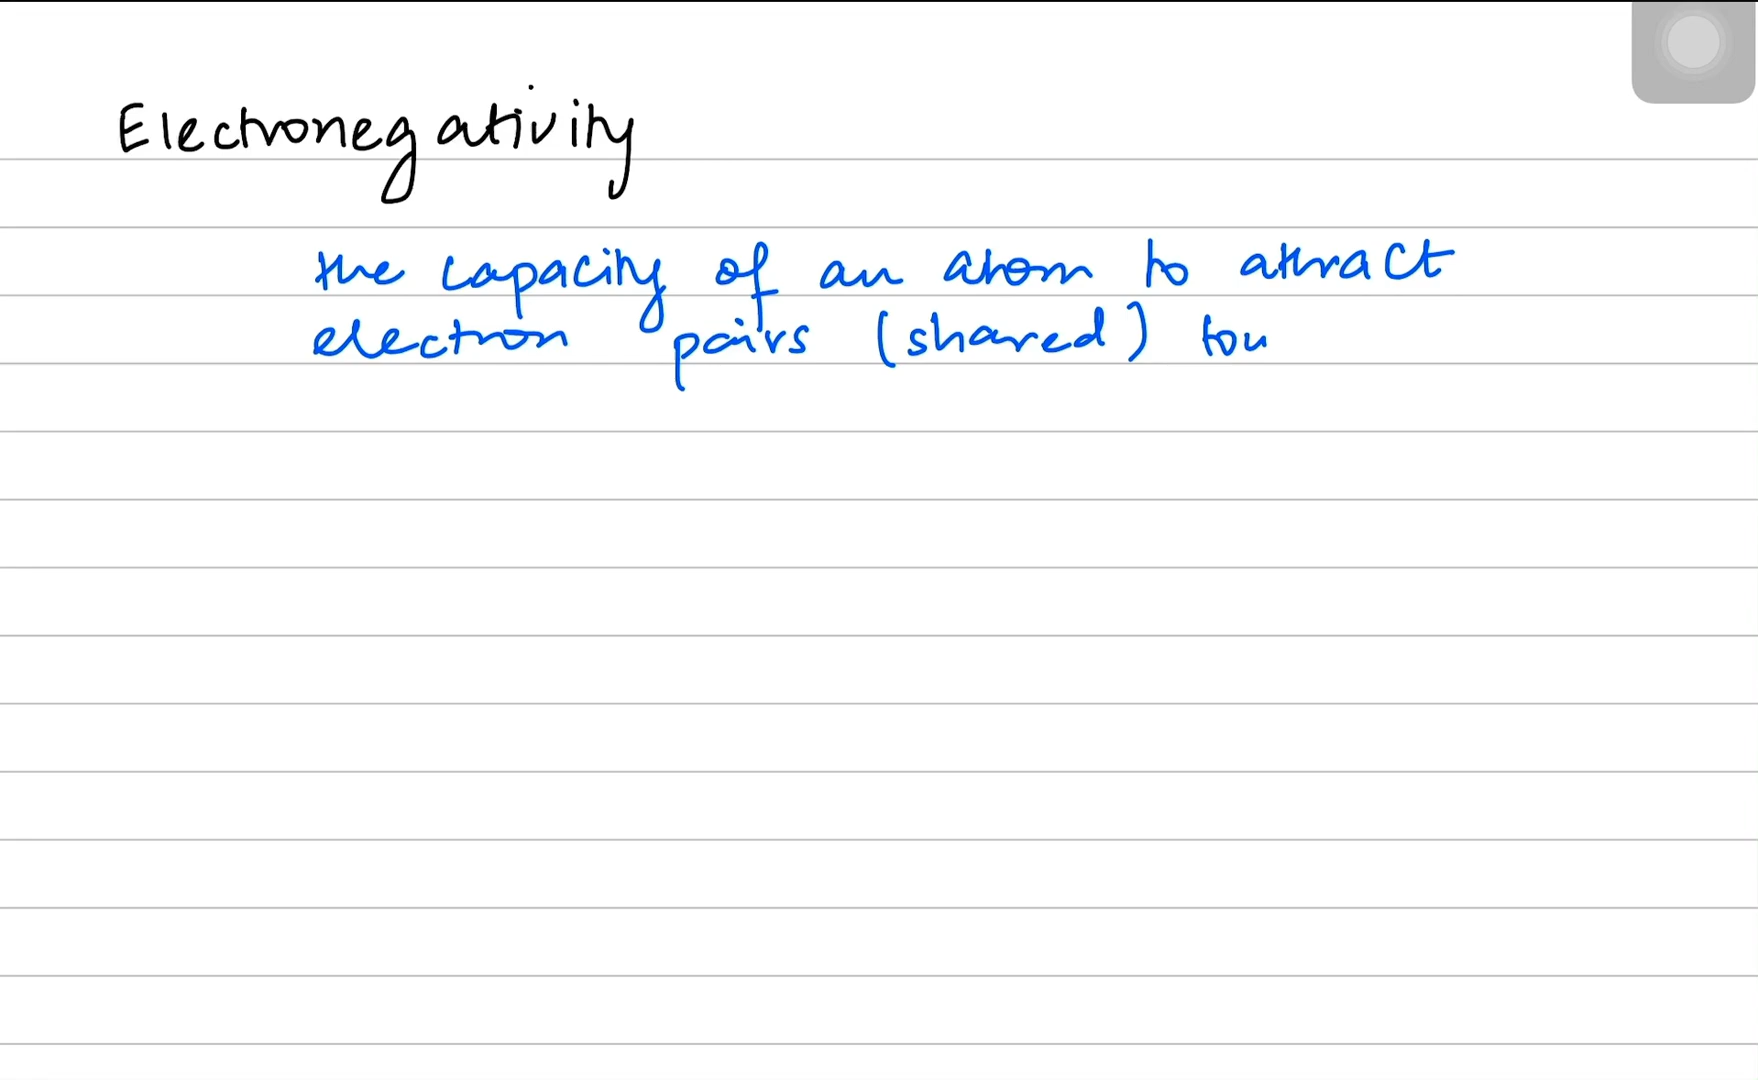 Electronegativity
the capacity of an atom to attract
electron pairs (shared) tow